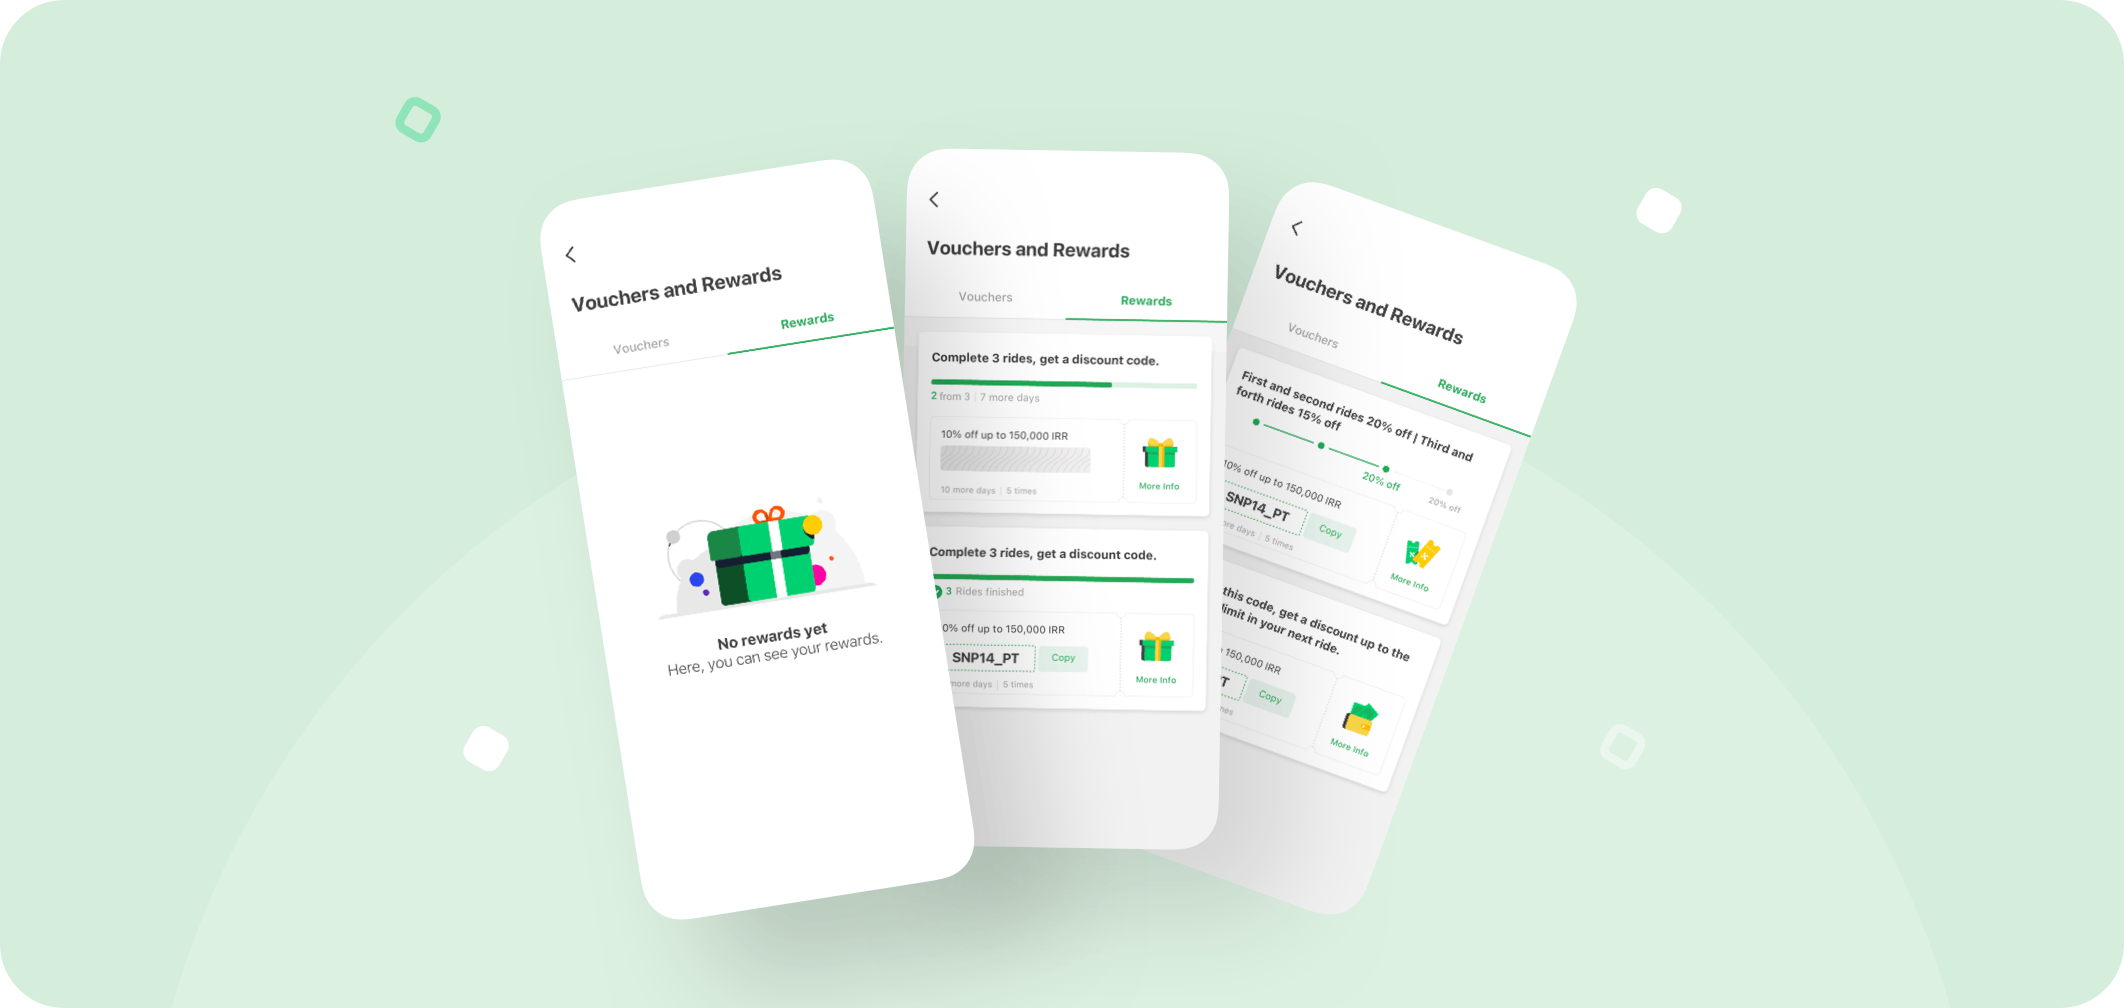 Vouchers and Rewards
Vouchers
Rewards
No rewards yet
Here, you can see your rewards.
Vouchers and Rewards
Vouchers
Rewards
Complete 3 rides, get a discount code.
2 from 3 | 7 more days
10% off up to 150,000 IRR
10 more days | 5 times
More Info
Complete 3 rides, get a discount code.
3 Rides finished
0% off up to 150,000 IRR
SNP14_PT
Copy
more days | 5 times
More Info
Vouchers and Rewards
Vouchers
Rewards
First and second rides 20% off | Third and
forth rides 15% off
20% off
20% off
10% off up to 150,000 IRR
SNP14_PT
Copy
days | 5 times
More Info
this code, get a discount up to the
limit in your next ride.
150,000 IRR
Copy
More Info